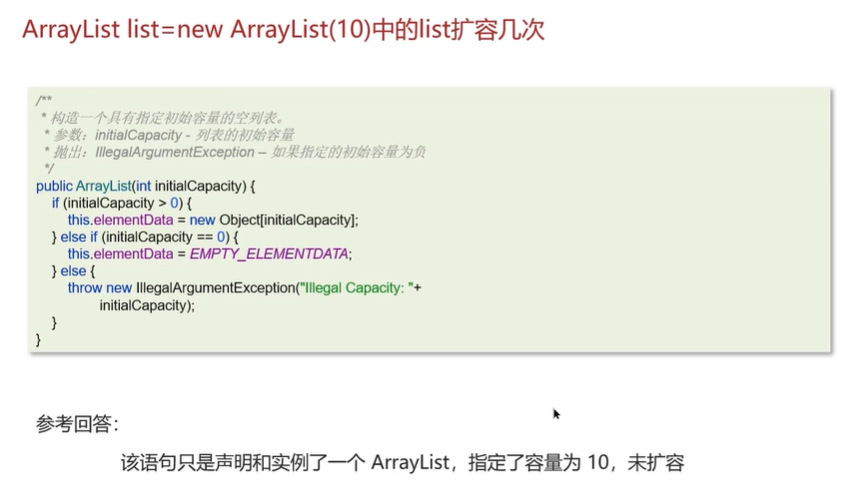 ArrayList list=new ArrayList(10)中的list扩容几次
/**
* 构造一个具有指定初始容量的空列表。
* 参数：initialCapacity - 列表的初始容量
* 抛出：IllegalArgumentException – 如果指定的初始容量为负
*/
public ArrayList(int initialCapacity) {
if (initialCapacity > 0) {
this.elementData = new Object[initialCapacity];
} else if (initialCapacity == 0) {
this.elementData = EMPTY_ELEMENTDATA;
} else {
throw new IllegalArgumentException("Illegal Capacity: "+
initialCapacity);
}
}
参考回答：
该语句只是声明和实例了一个 ArrayList，指定了容量为 10，未扩容